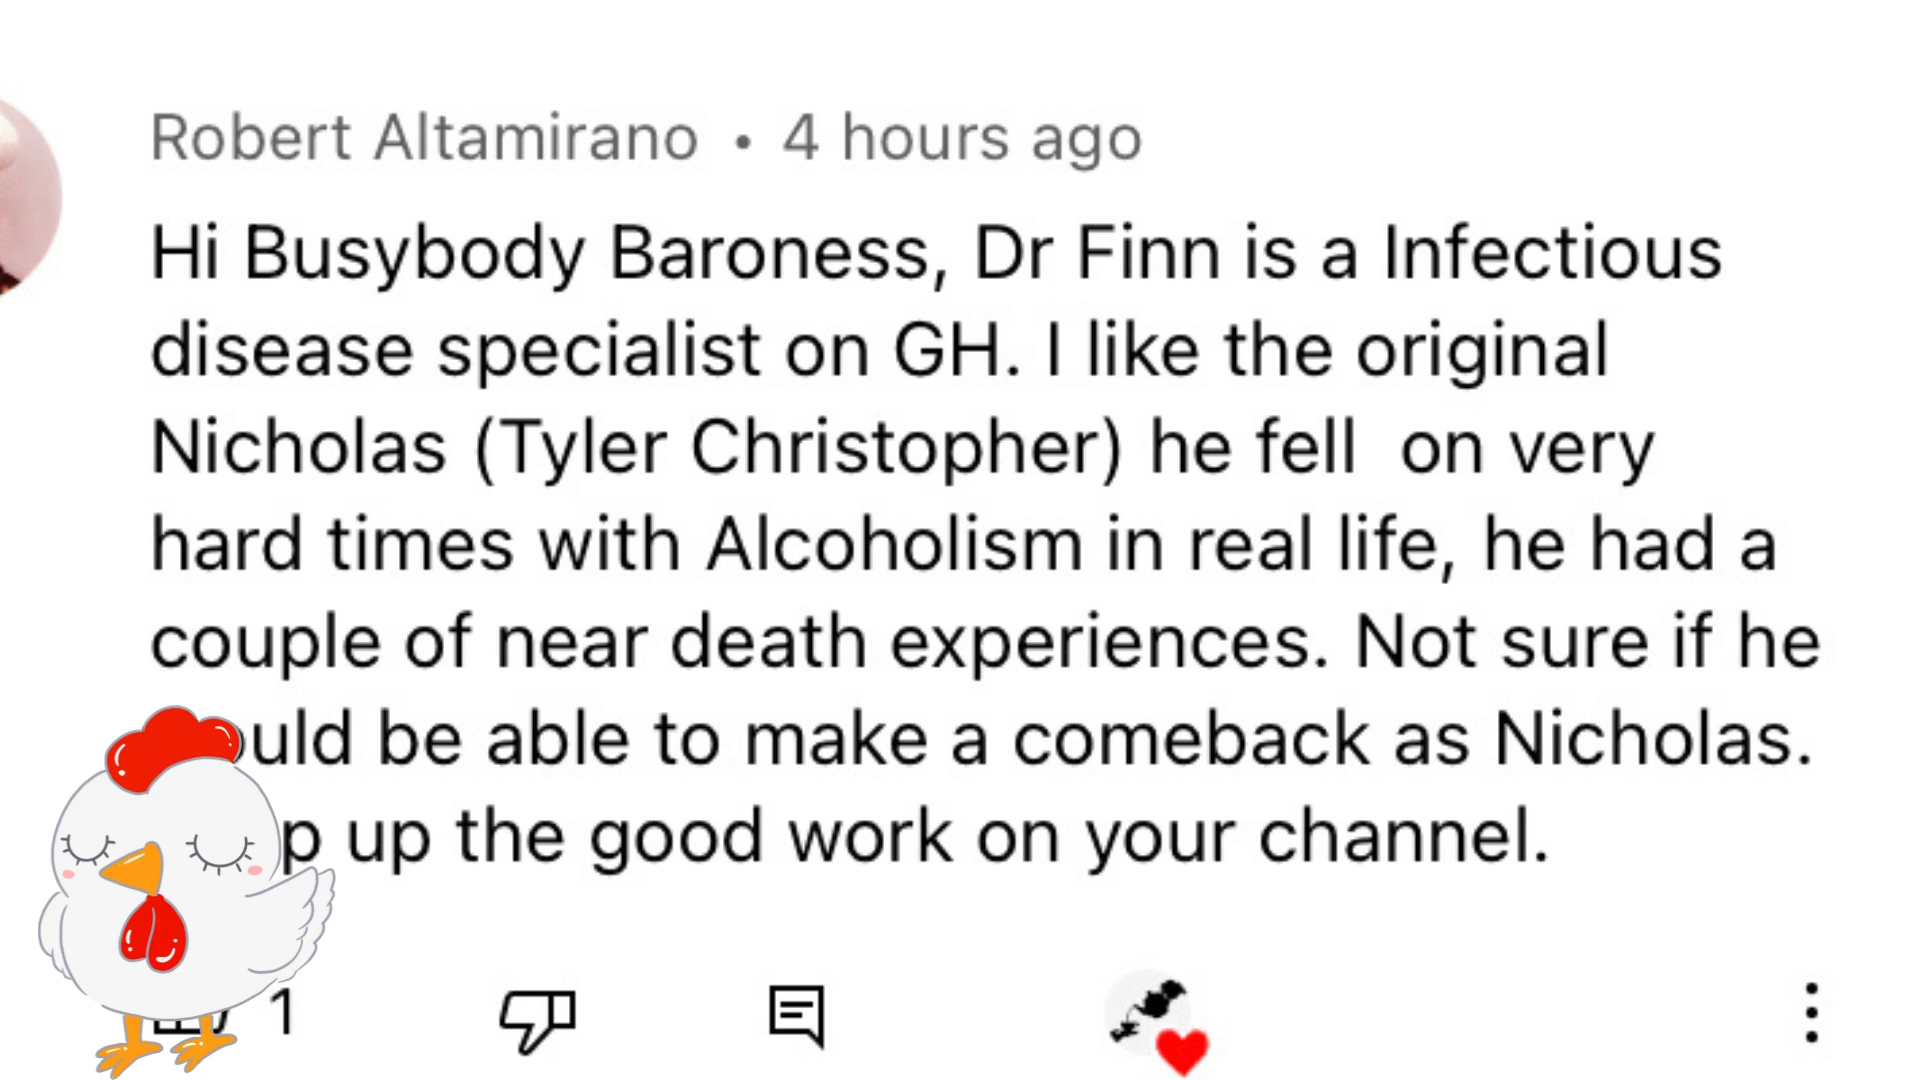 Robert Altamirano • 4 hours ago
Hi Busybody Baroness, Dr Finn is a Infectious
disease specialist on GH. I like the original
Nicholas (Tyler Christopher) he fell  on very
hard times with Alcoholism in real life, he had a
couple of near death experiences. Not sure if he
be able to make a comeback as Nicholas.
up the good work on your channel.
1